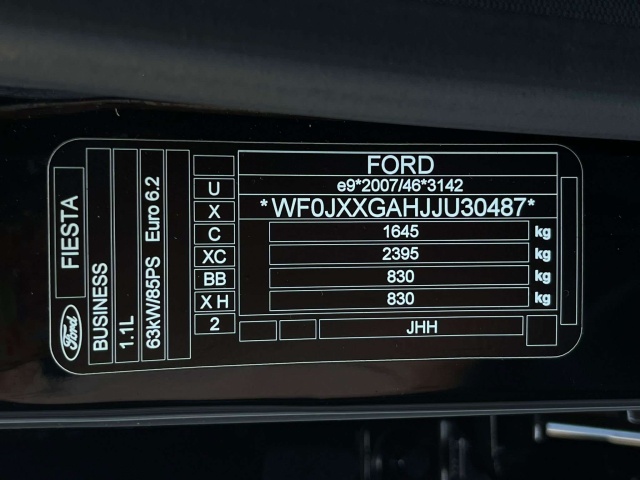 FORD
e9*2007/46*3142
*WF0JXXGAHJJU30487*
1645 kg
2395 kg
830 kg
830 kg
JHH
U
X
C
XC
BB
X H
2
FIESTA
Ford
BUSINESS
1.1L
63kW/85PS Euro 6.2